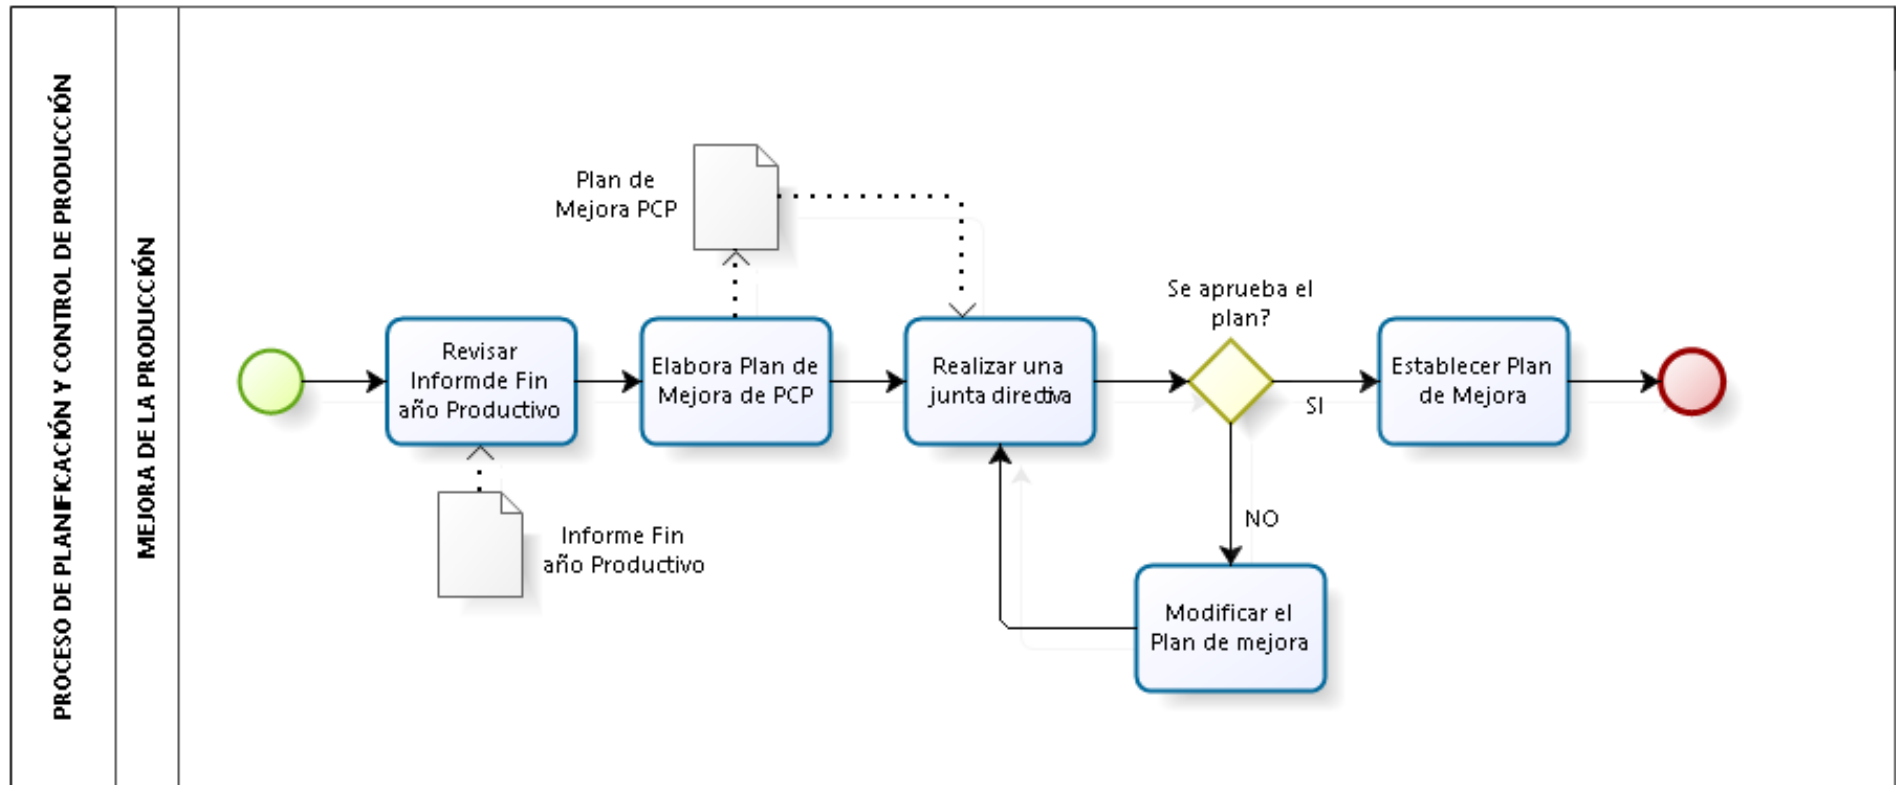 PROCESO DE PLANIFICACIÓN Y CONTROL DE PRODUCCIÓN
MEJORA DE LA PRODUCCIÓN
Plan de
Mejora PCP
Revisar
Informde Fin
año Productivo
Elabora Plan de
Mejora de PCP
Realizar una
junta directiva
Se aprueba el
plan?
SI
Establecer Plan
de Mejora
NO
Informe Fin
año Productivo
Modificar el
Plan de mejora